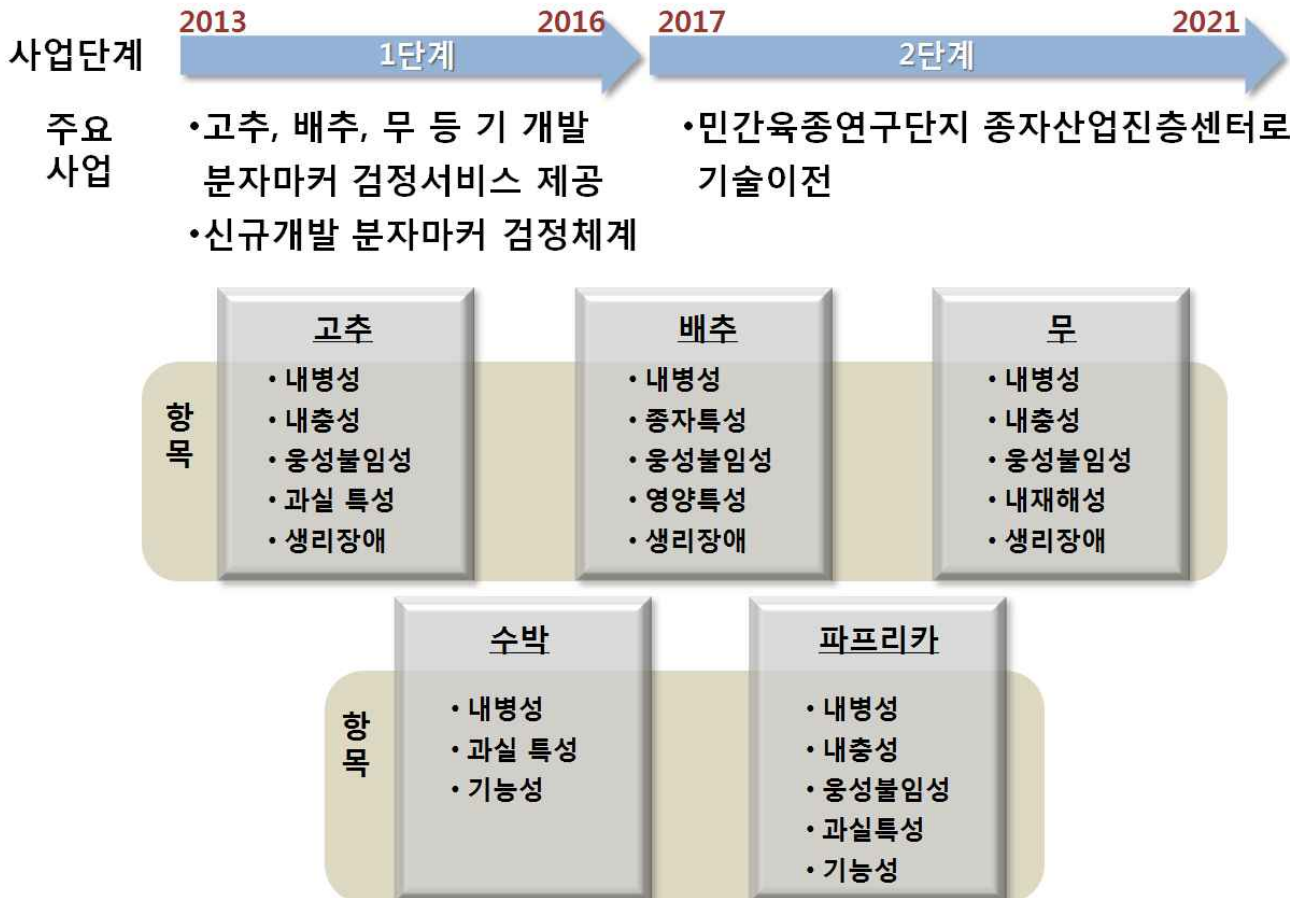 2013 2016 2017 2021
사업단계 1단계 2단계
주요
사업
•고추, 배추, 무 등 기 개발
분자마커 검정서비스 제공
•신규개발 분자마커 검정체계
•민간육종연구단지 종자산업진층센터로
기술이전
항
목
고추
• 내병성
• 내충성
• 웅성불임성
• 과실 특성
• 생리장애
배추
• 내병성
• 종자특성
• 웅성불임성
• 영양특성
• 생리장애
무
• 내병성
• 내충성
• 웅성불임성
• 내재해성
• 생리장애
항
목
수박
• 내병성
• 과실 특성
• 기능성
파프리카
• 내병성
• 내충성
• 웅성불임성
• 과실특성
• 기능성